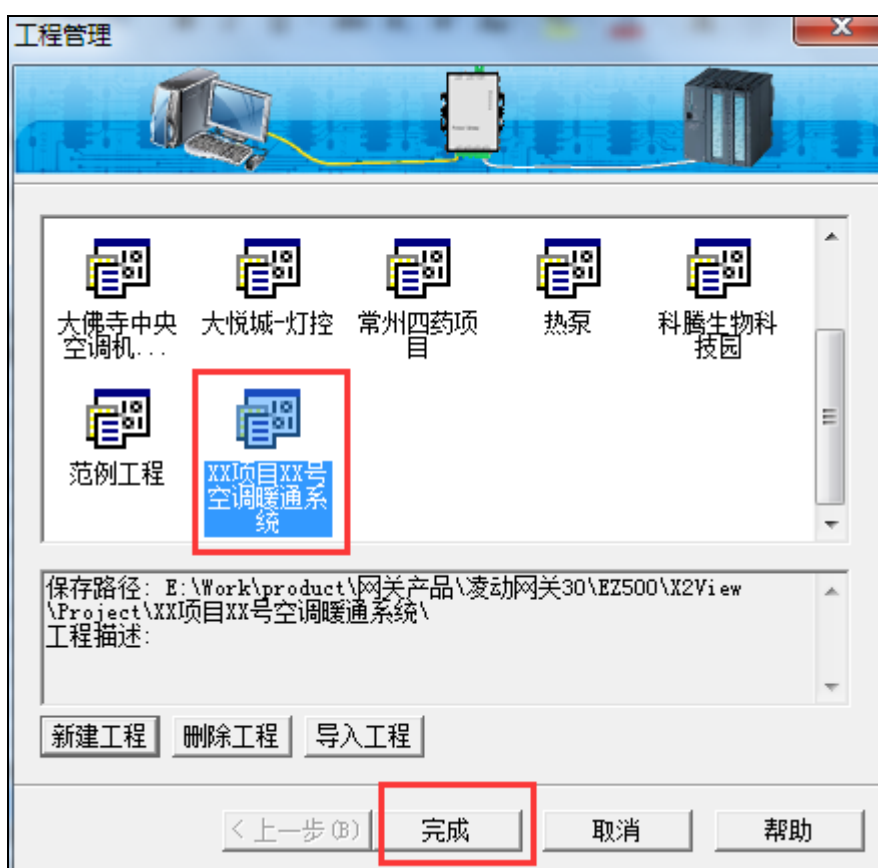 工程管理
大佛寺中央
空调机...
大悦城-灯控
常州四药项
目
热泵
科腾生物科
技园
范例工程
XX项目XX号
空调暖通系
统
保存路径: E:\Work\product\网关产品\凌动网关30\EZ500\X2View
\Project\XX项目XX号空调暖通系统\
工程描述:
新建工程 删除工程 导入工程
< 上一步(B) 完成 取消 帮助